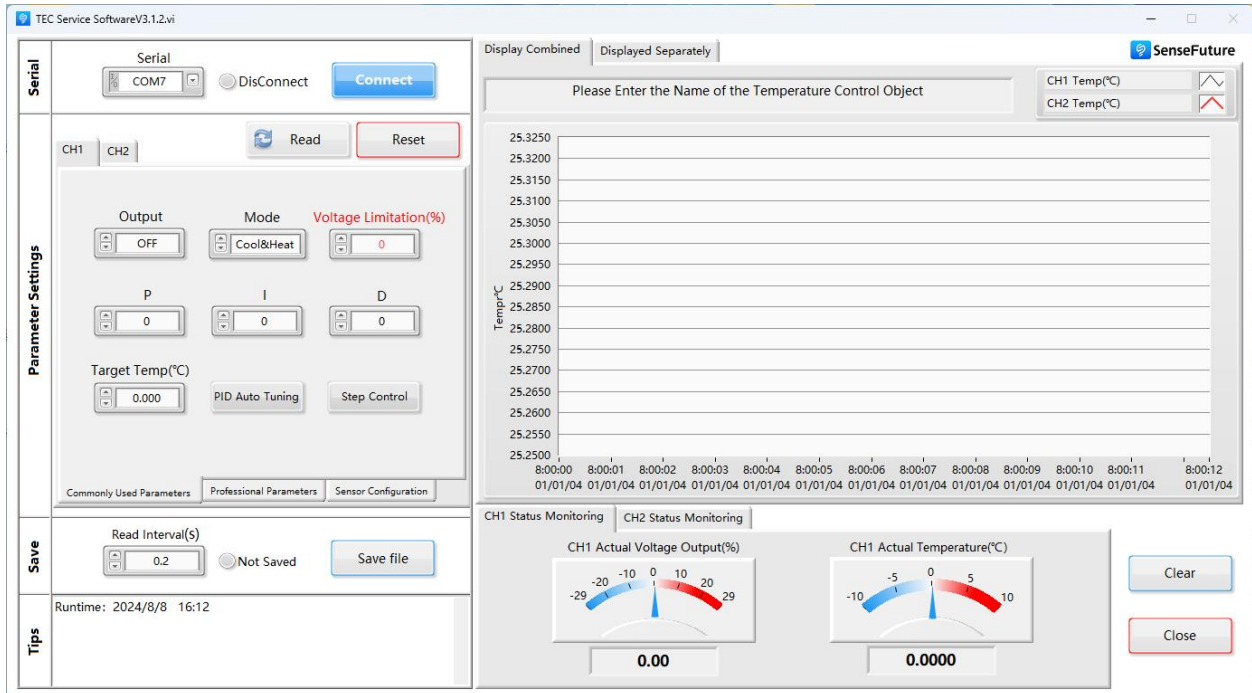 TEC Service SoftwareV3.1.2.vi
Serial
Serial
COM7
DisConnect
Connect
Parameter Settings
Read
Reset
CH1
CH2
Output
Mode
Voltage Limitation(%)
OFF
Cool&Heat
0
P
I
D
0
0
0
Target Temp(℃)
0.000
PID Auto Tuning
Step Control
Commonly Used Parameters
Professional Parameters
Sensor Configuration
Save
Read Interval(S)
0.2
Not Saved
Save file
Tips
Runtime: 2024/8/8 16:12
Display Combined
Displayed Separately
SenseFuture
Please Enter the Name of the Temperature Control Object
CH1 Temp(℃)
CH2 Temp(℃)
Tempr℃
25.3250
25.3200
25.3150
25.3100
25.3050
25.3000
25.2950
25.2900
25.2850
25.2800
25.2750
25.2700
25.2650
25.2600
25.2550
25.2500
8:00:00 8:00:01 8:00:02 8:00:03 8:00:04 8:00:05 8:00:06 8:00:07 8:00:08 8:00:09 8:00:10 8:00:11 8:00:12
01/01/04 01/01/04 01/01/04 01/01/04 01/01/04 01/01/04 01/01/04 01/01/04 01/01/04 01/01/04 01/01/04 01/01/04 01/01/04
CH1 Status Monitoring
CH2 Status Monitoring
CH1 Actual Voltage Output(%)
-29 -20 -10 0 10 20 29
0.00
CH1 Actual Temperature(℃)
-10 -5 0 5 10
0.0000
Clear
Close